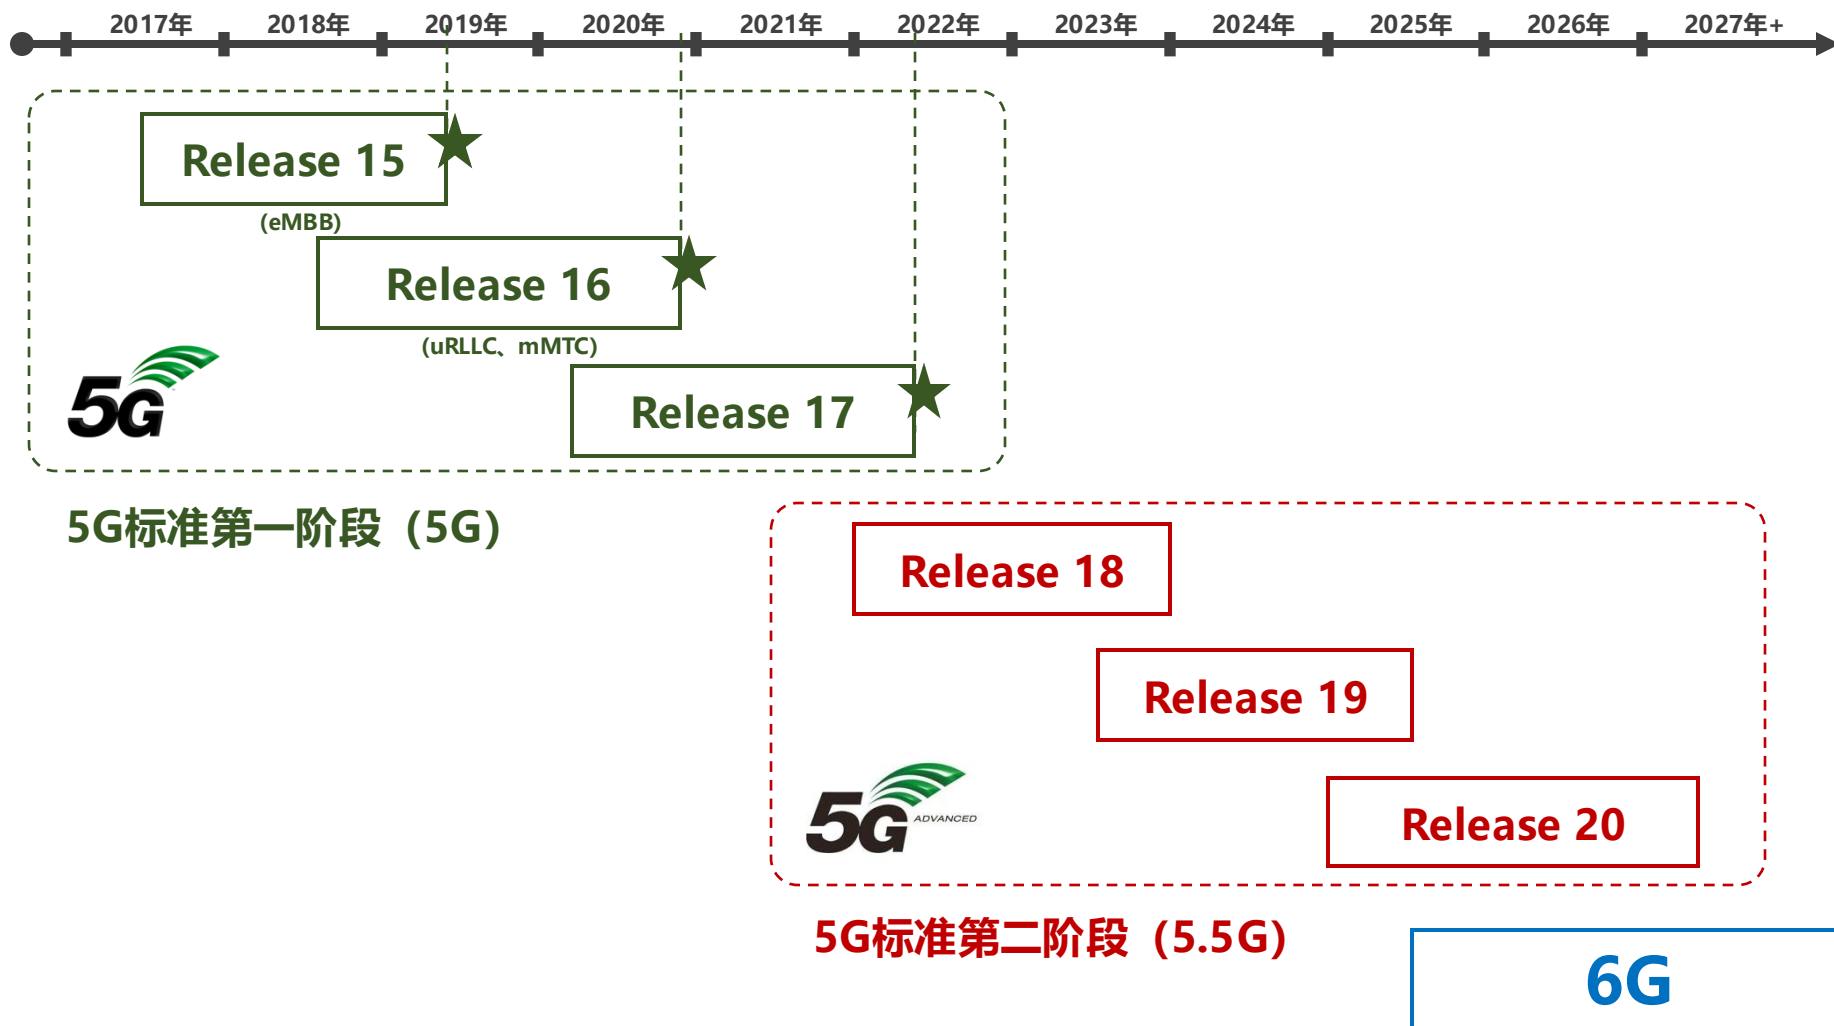 2017年 2018年 2019年 2020年 2021年 2022年 2023年 2024年 2025年 2026年 2027年+
Release 15
(eMBB)
Release 16
(uRLLC、mMTC)
5G
Release 17
5G标准第一阶段（5G）
Release 18
Release 19
5G ADVANCED
Release 20
5G标准第二阶段（5.5G）
6G